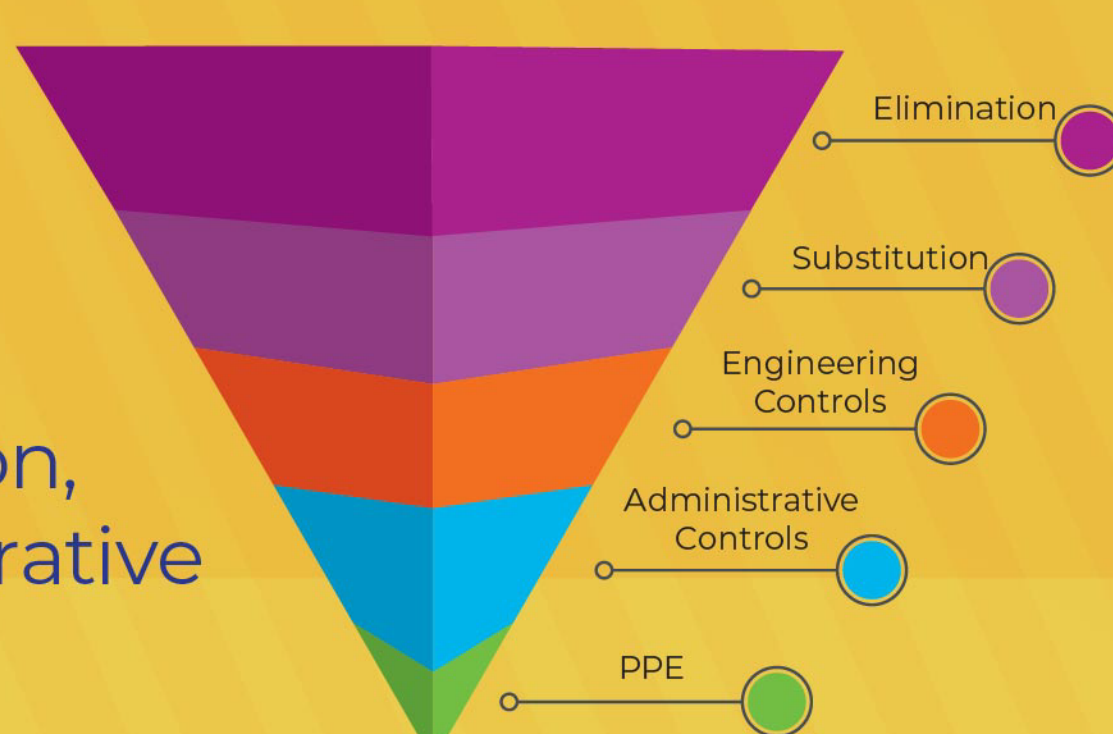 Elimination
Substitution
Engineering
Controls
on,
rative
Administrative
Controls
PPE